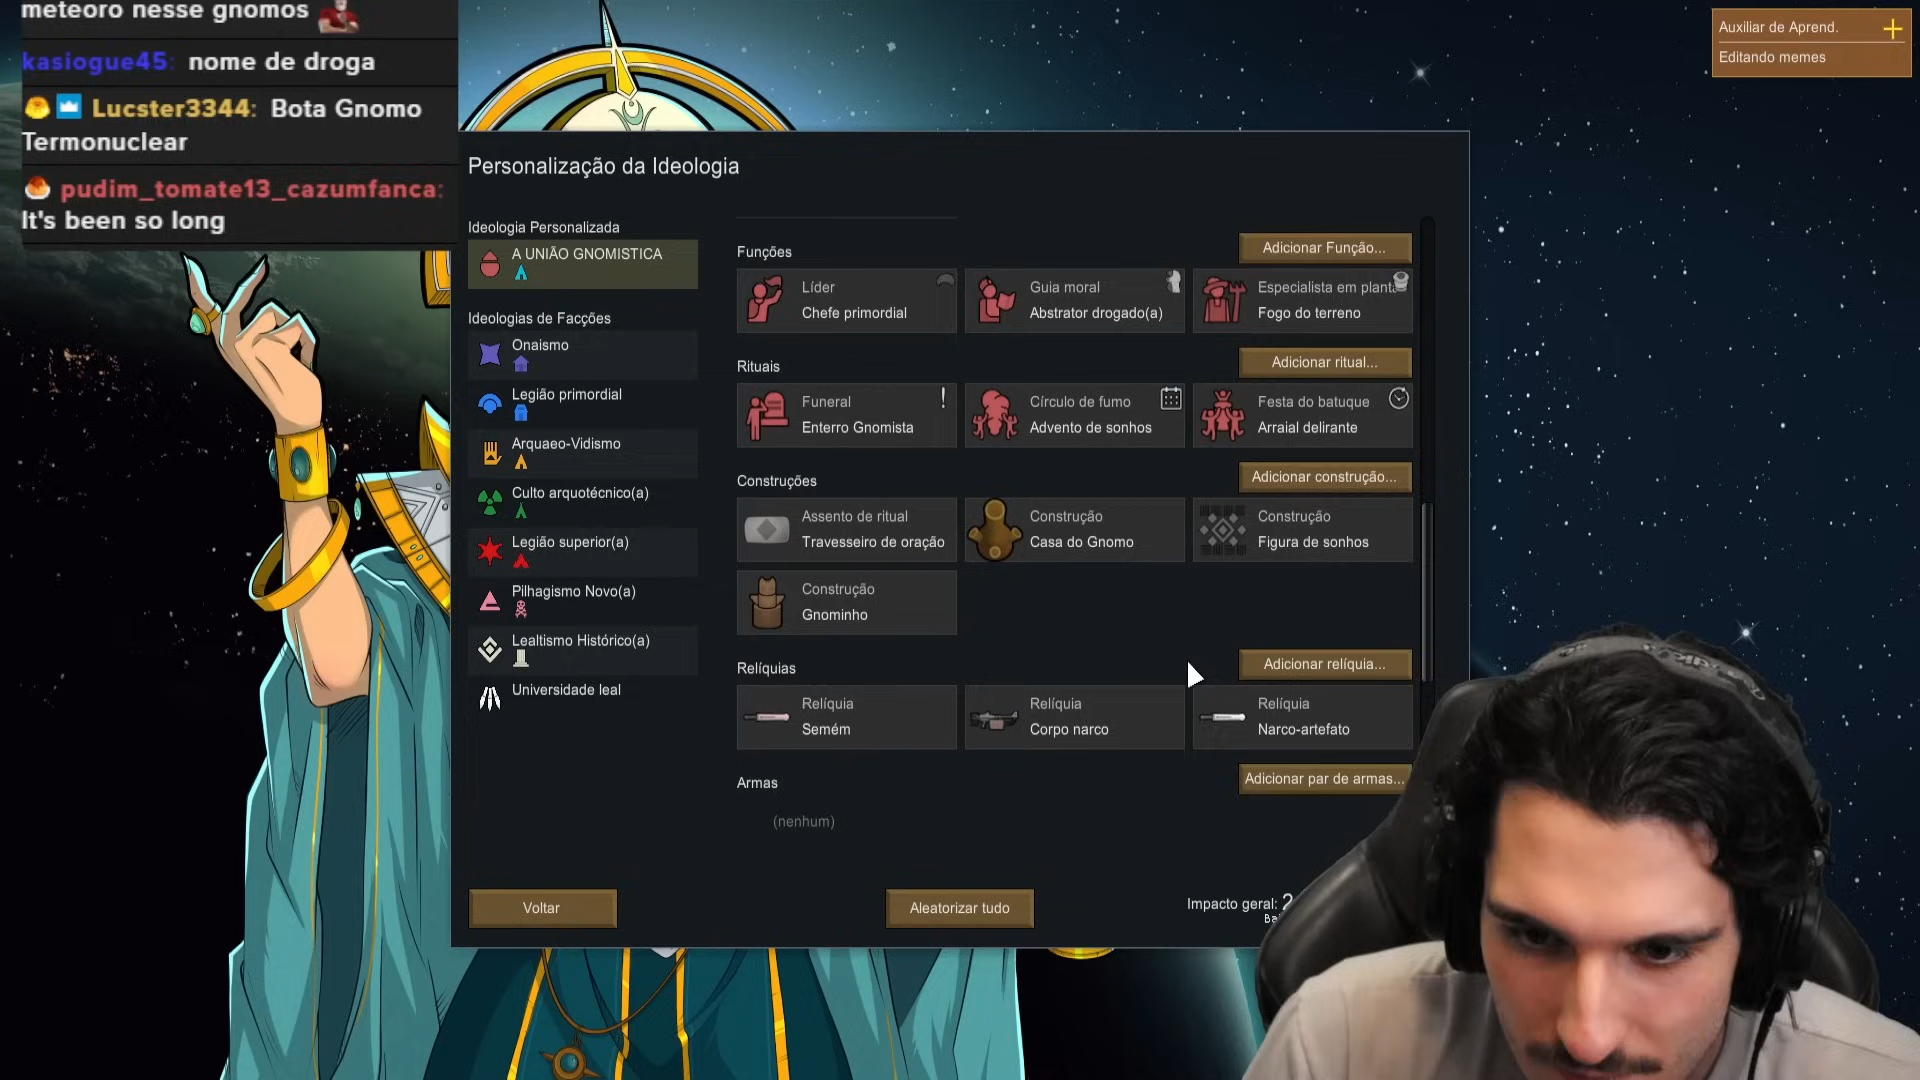 meteoro nesse gnomos
kasiogue45: nome de droga
Lucster3344: Bota Gnomo
Termonuclear
pudim_tomate13_cazumfanca:
It's been so long
Auxiliar de Aprend.
Editando memes
Personalização da Ideologia
Ideologia Personalizada
A UNIÃO GNOMISTICA
Ideologias de Facções
Onaismo
Legião primordial
Arquaeo-Vidismo
Culto arquotécnico(a)
Legião superior(a)
Pilhagismo Novo(a)
Lealtismo Histórico(a)
Universidade leal
Funções
Adicionar Função...
Líder
Chefe primordial
Guia moral
Abstrator drogado(a)
Especialista em planta
Fogo do terreno
Rituais
Adicionar ritual...
Funeral
Enterro Gnomista
Círculo de fumo
Advento de sonhos
Festa do batuque
Arraial delirante
Construções
Adicionar construção...
Assento de ritual
Travesseiro de oração
Construção
Casa do Gnomo
Construção
Figura de sonhos
Construção
Gnominho
Relíquias
Adicionar relíquia...
Relíquia
Semém
Relíquia
Corpo narco
Relíquia
Narco-artefato
Armas
Adicionar par de armas...
(nenhum)
Voltar
Aleatorizar tudo
Impacto geral: 2